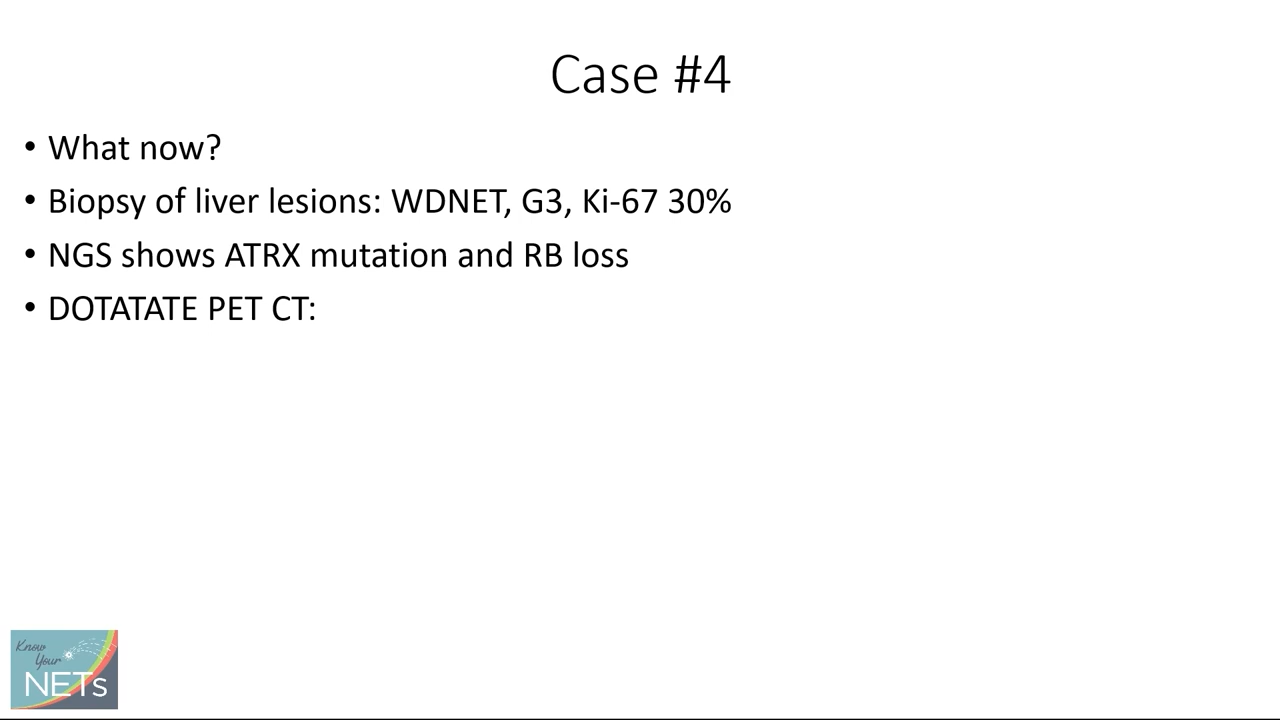 Case #4
• What now?
• Biopsy of liver lesions: WDNET, G3, Ki-67 30%
• NGS shows ATRX mutation and RB loss
• DOTATATE PET CT:
Know
Your
NETs